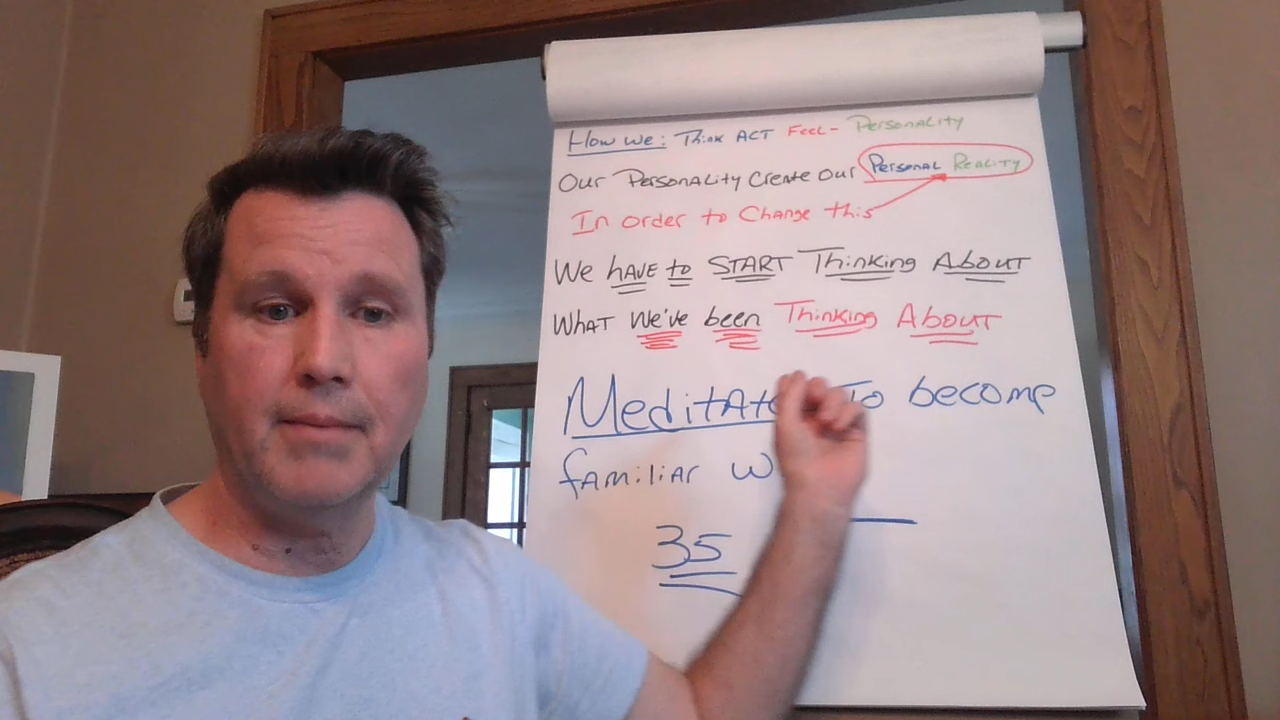 How We: Think ACT Feel- Personality
Our Personality Create Our Personal Reality
In order to Change this
We HAVE to START Thinking About
What We've been Thinking About
Meditate To become
familiar w
35